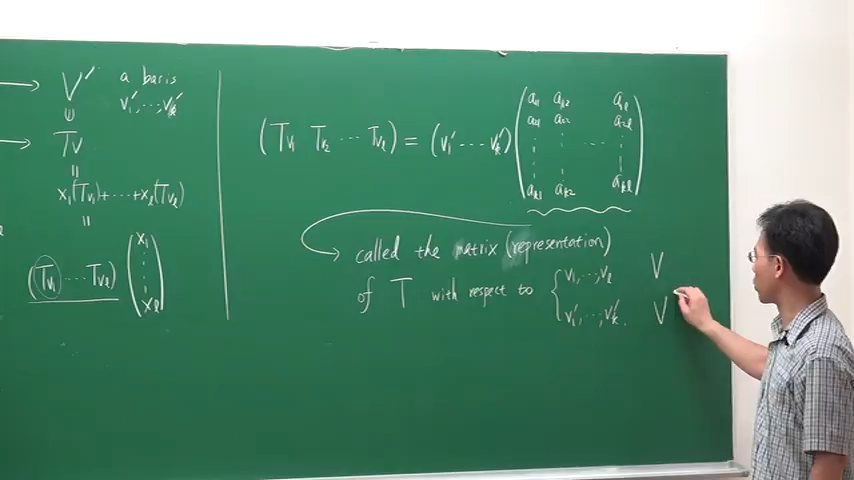 → V′ a basis
v₁′, ⋯, vₖ′
ψ
→ Tv
=
x₁(Tv₁)+⋯+xₗ(Tvₗ)
=
(Tv₁ ⋯ Tvₗ) (x₁ ⋮ xₗ)
(Tv₁ Tv₂ ⋯ Tvₗ) = (v₁′ ⋯ vₖ′) (a₁₁ a₁₂ a₁ₗ
a₂₁ a₂₂ a₂ₗ
⋮ ⋮ ⋯ ⋮
aₖ₁ aₖ₂ aₖₗ)
called the matrix (representation)
of T with respect to { v₁, ⋯, vₗ V
v₁′, ⋯, vₖ′. V